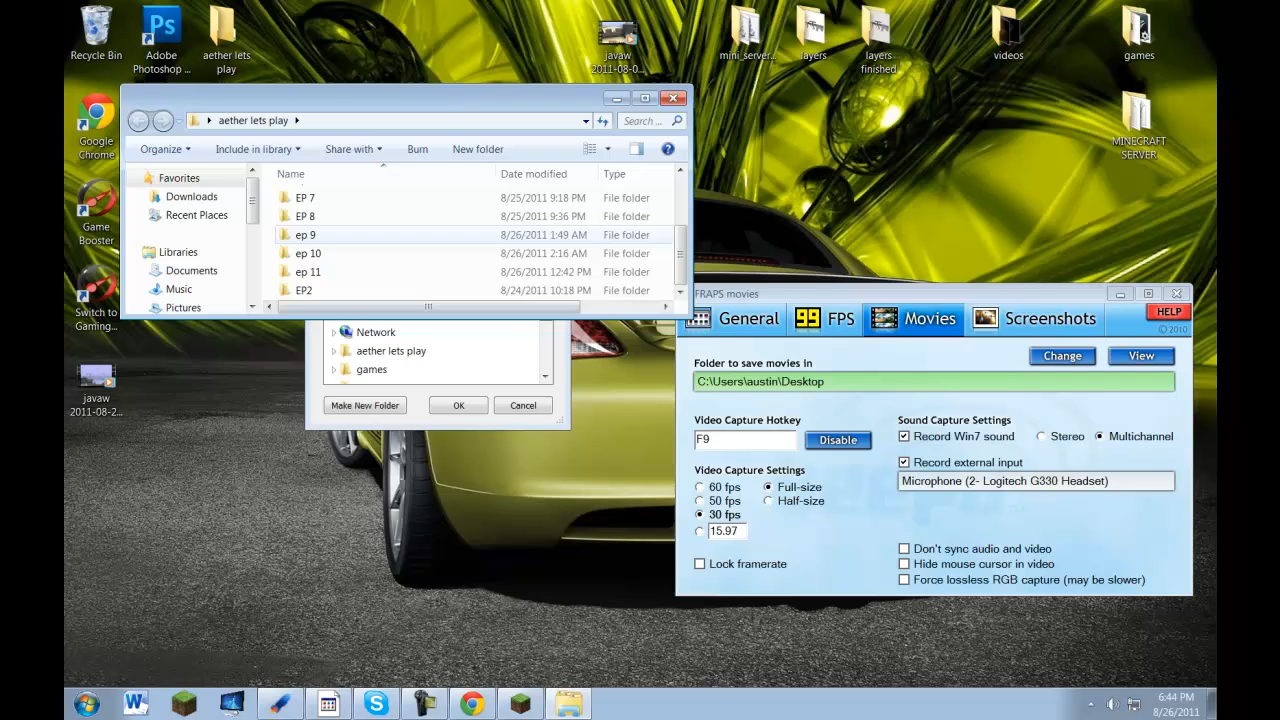 Recycle Bin
Adobe
Photoshop ...
aether lets
play
javaw
2011-08-0...
mini_server...
layers
layers
finished
videos
games
Google
Chrome
MINECRAFT
SERVER
Game
Booster
Switch to
Gaming...
javaw
2011-08-2...
aether lets play
Search ...
Organize
Include in library
Share with
Burn
New folder
Favorites
Downloads
Recent Places
Libraries
Documents
Music
Pictures
Name Date modified Type
EP 7 8/25/2011 9:18 PM File folder
EP 8 8/25/2011 9:36 PM File folder
ep 9 8/26/2011 1:49 AM File folder
ep 10 8/26/2011 2:16 AM File folder
ep 11 8/26/2011 12:42 PM File folder
EP2 8/24/2011 10:18 PM File folder
Network
aether lets play
games
Make New Folder OK Cancel
FRAPS movies
General 99 FPS Movies Screenshots
HELP
© 2010
Folder to save movies in
Change View
C:\Users\austin\Desktop
Video Capture Hotkey
F9 Disable
Video Capture Settings
60 fps Full-size
50 fps Half-size
30 fps
15.97
Lock framerate
Sound Capture Settings
Record Win7 sound Stereo Multichannel
Record external input
Microphone (2- Logitech G330 Headset)
Don't sync audio and video
Hide mouse cursor in video
Force lossless RGB capture (may be slower)
6:44 PM
8/26/2011